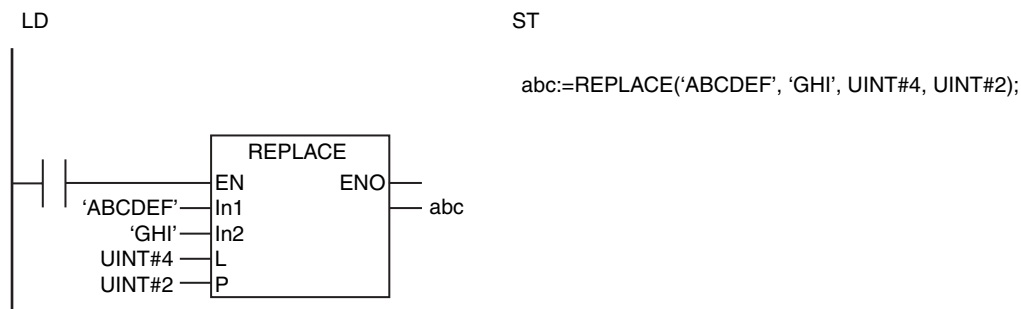 LD
ST
abc:=REPLACE(‘ABCDEF’, ‘GHI’, UINT#4, UINT#2);
REPLACE
EN ENO
‘ABCDEF’ In1 abc
‘GHI’ In2
UINT#4 L
UINT#2 P